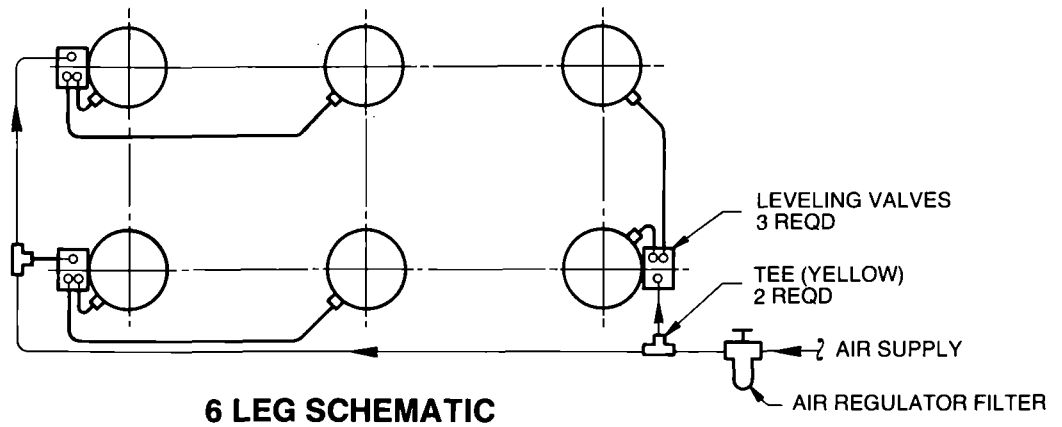 LEVELING VALVES
3 REQD
TEE (YELLOW)
2 REQD
AIR SUPPLY
AIR REGULATOR FILTER
6 LEG SCHEMATIC